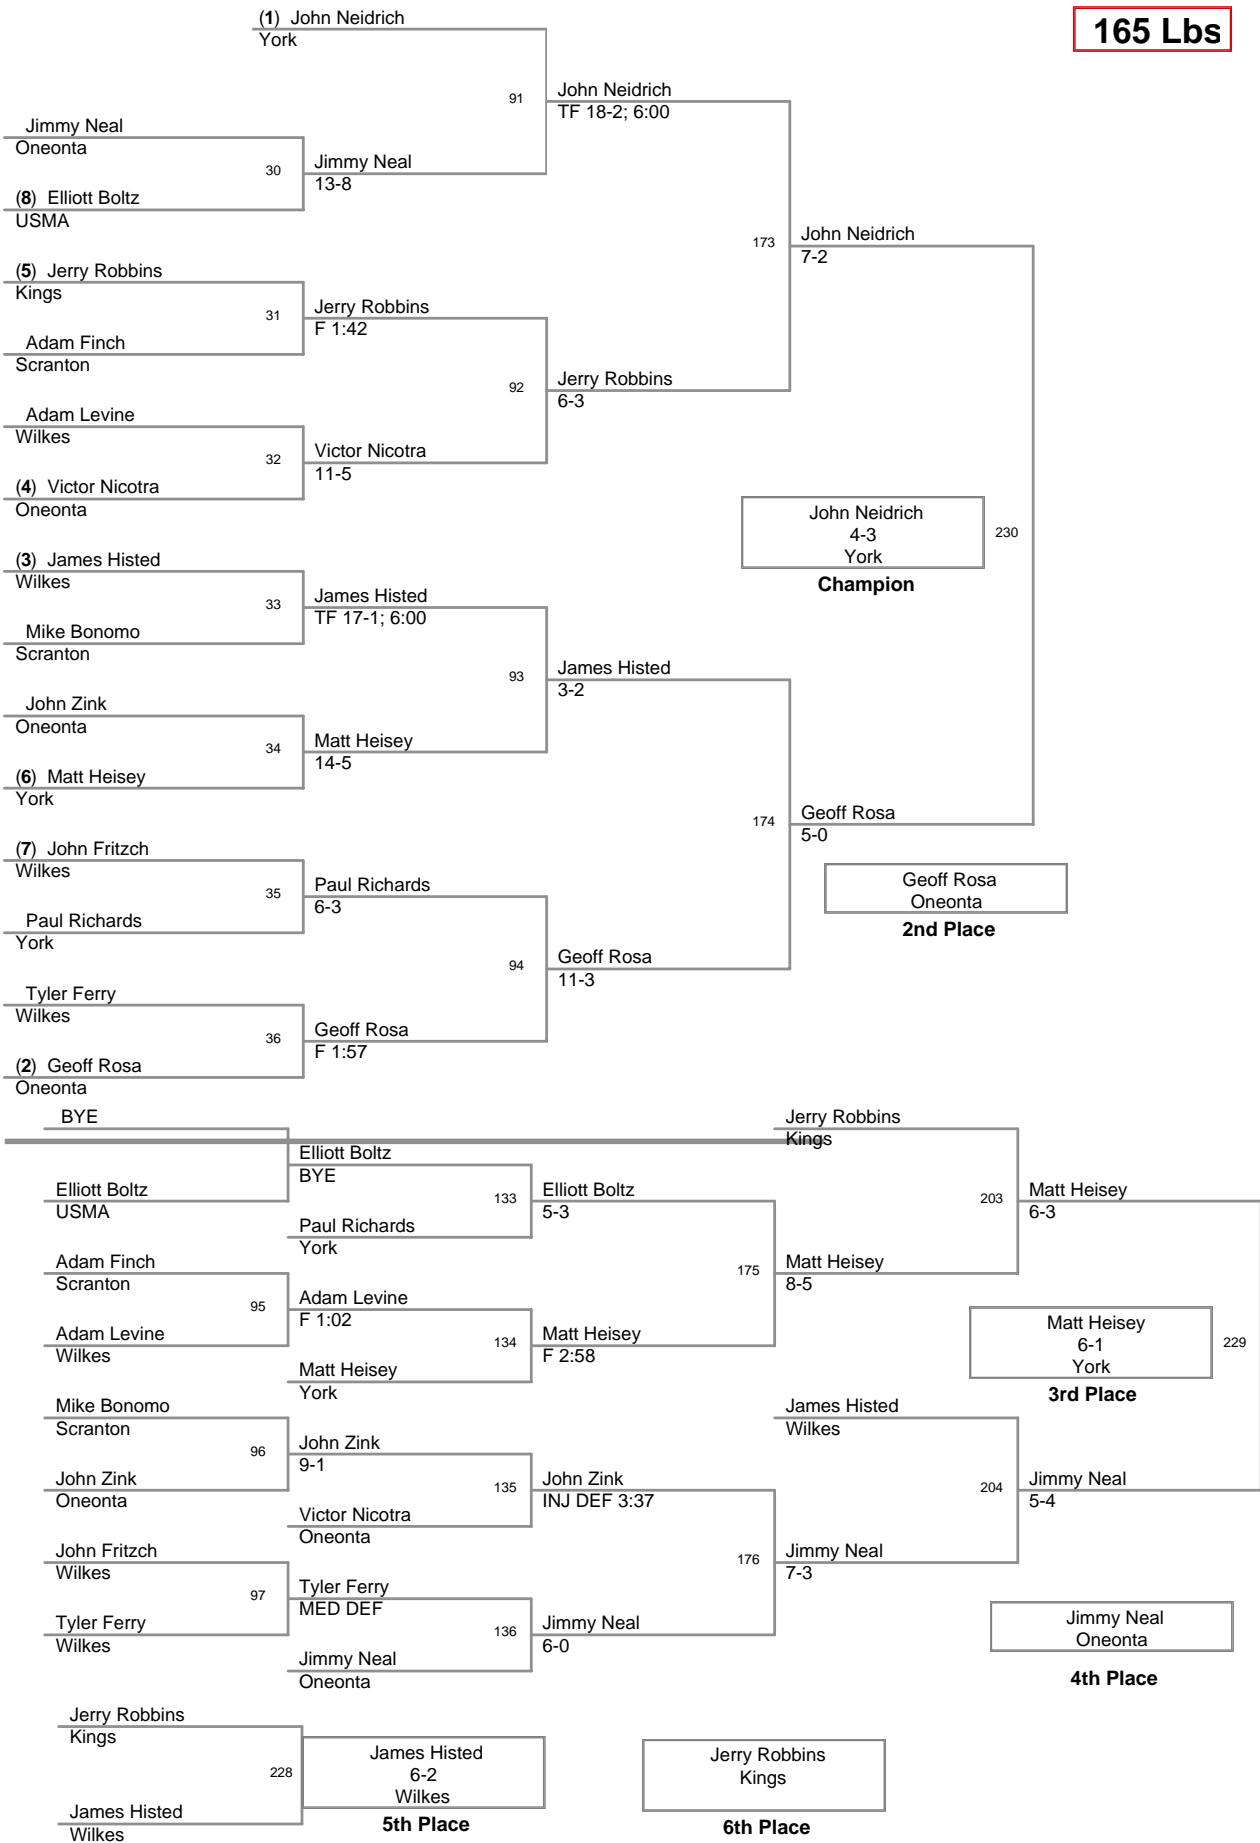 (1) John Neidrich
York
165 Lbs
91
John Neidrich
TF 18-2; 6:00
Jimmy Neal
Oneonta
30
Jimmy Neal
13-8
(8) Elliott Boltz
USMA
173
John Neidrich
7-2
(5) Jerry Robbins
Kings
31
Jerry Robbins
F 1:42
Adam Finch
Scranton
92
Jerry Robbins
6-3
Adam Levine
Wilkes
32
Victor Nicotra
11-5
(4) Victor Nicotra
Oneonta
John Neidrich
4-3
York
230
Champion
(3) James Histed
Wilkes
33
James Histed
TF 17-1; 6:00
Mike Bonomo
Scranton
93
James Histed
3-2
John Zink
Oneonta
34
Matt Heisey
14-5
(6) Matt Heisey
York
174
Geoff Rosa
5-0
(7) John Fritzch
Wilkes
35
Paul Richards
6-3
Geoff Rosa
Oneonta
2nd Place
Paul Richards
York
94
Geoff Rosa
11-3
Tyler Ferry
Wilkes
36
Geoff Rosa
F 1:57
(2) Geoff Rosa
Oneonta
BYE
Jerry Robbins
Kings
Elliott Boltz
BYE
Elliott Boltz
USMA
133
Elliott Boltz
5-3
203
Matt Heisey
6-3
Paul Richards
York
Adam Finch
Scranton
175
Matt Heisey
8-5
95
Adam Levine
F 1:02
Adam Levine
Wilkes
134
Matt Heisey
F 2:58
Matt Heisey
6-1
York
229
3rd Place
Matt Heisey
York
Mike Bonomo
Scranton
James Histed
Wilkes
96
John Zink
9-1
John Zink
Oneonta
135
John Zink
INJ DEF 3:37
204
Jimmy Neal
5-4
Victor Nicotra
Oneonta
John Fritzch
Wilkes
176
Jimmy Neal
7-3
97
Tyler Ferry
MED DEF
Tyler Ferry
Wilkes
136
Jimmy Neal
6-0
Jimmy Neal
Oneonta
4th Place
Jimmy Neal
Oneonta
Jerry Robbins
Kings
228
James Histed
6-2
Wilkes
5th Place
Jerry Robbins
Kings
6th Place
James Histed
Wilkes